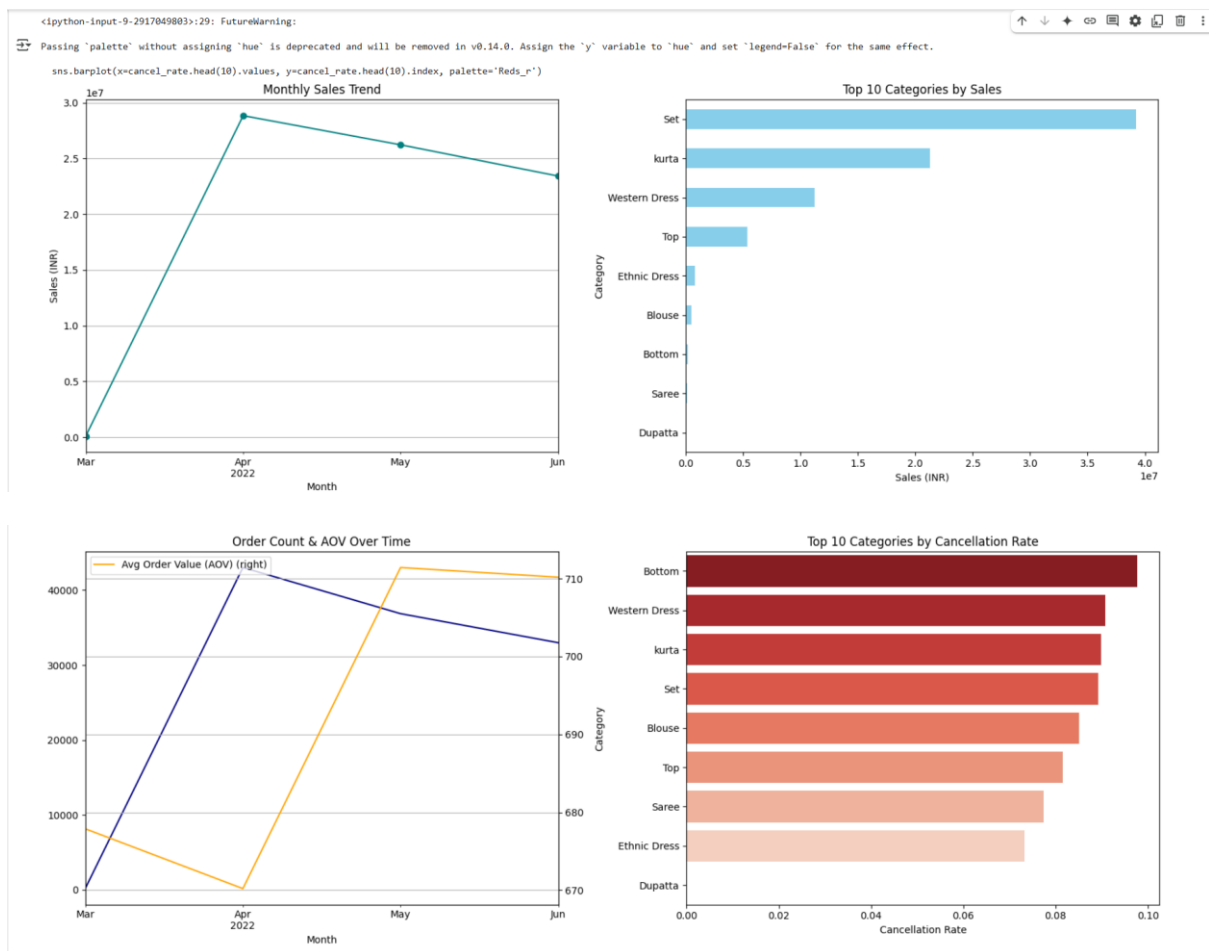 <ipython-input-9-2917049803>:29: FutureWarning:
Passing `palette` without assigning `hue` is deprecated and will be removed in v0.14.0. Assign the `y` variable to `hue` and set `legend=False` for the same effect.
sns.barplot(x=cancel_rate.head(10).values, y=cancel_rate.head(10).index, palette='Reds_r')
Monthly Sales Trend
1e7
3.0
2.5
2.0
1.5
1.0
0.5
0.0
Sales (INR)
Mar
Apr
2022
May
Jun
Month
Top 10 Categories by Sales
Set
kurta
Western Dress
Top
Ethnic Dress
Blouse
Bottom
Saree
Dupatta
Category
0.0
0.5
1.0
1.5
2.0
2.5
3.0
3.5
4.0
1e7
Sales (INR)
Order Count & AOV Over Time
Avg Order Value (AOV) (right)
40000
30000
20000
10000
0
710
700
690
680
670
Mar
Apr
2022
May
Jun
Month
Top 10 Categories by Cancellation Rate
Bottom
Western Dress
kurta
Set
Blouse
Top
Saree
Ethnic Dress
Dupatta
Category
0.00
0.02
0.04
0.06
0.08
0.10
Cancellation Rate